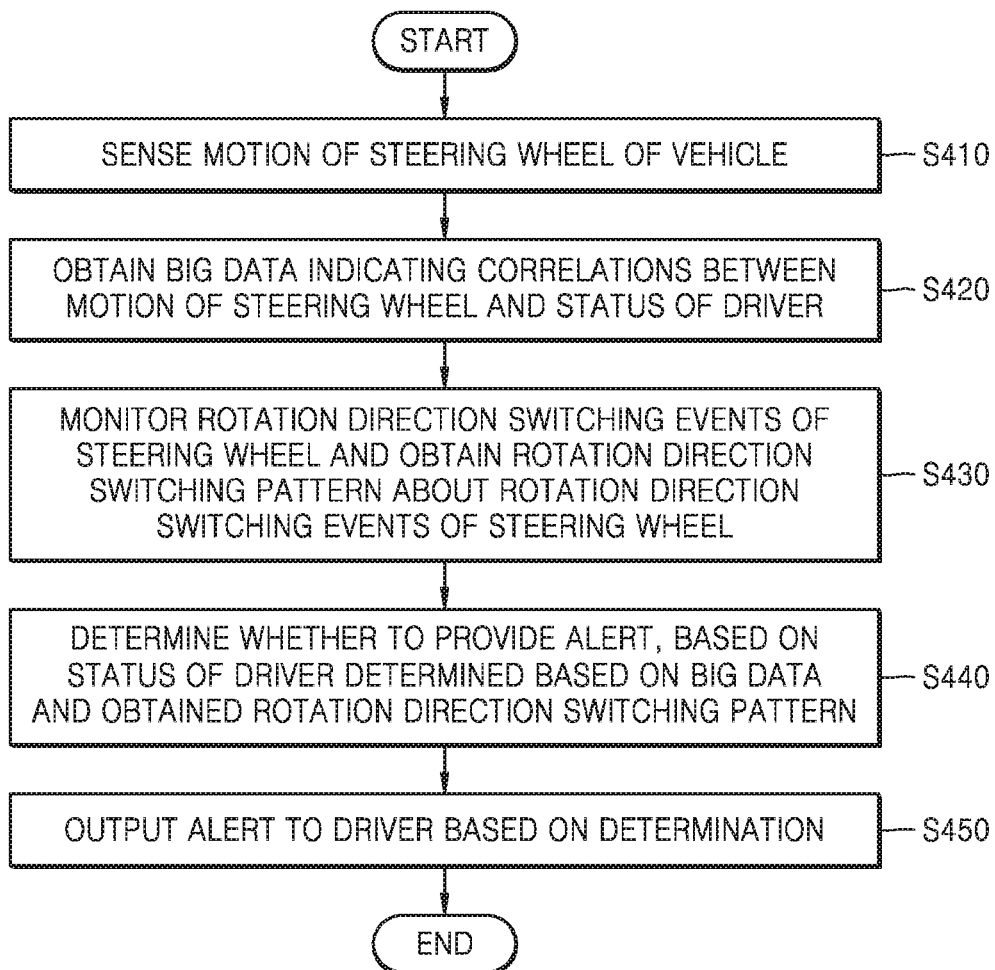 START
SENSE MOTION OF STEERING WHEEL OF VEHICLE
S410
OBTAIN BIG DATA INDICATING CORRELATIONS BETWEEN
MOTION OF STEERING WHEEL AND STATUS OF DRIVER
S420
MONITOR ROTATION DIRECTION SWITCHING EVENTS OF
STEERING WHEEL AND OBTAIN ROTATION DIRECTION
SWITCHING PATTERN ABOUT ROTATION DIRECTION
SWITCHING EVENTS OF STEERING WHEEL
S430
DETERMINE WHETHER TO PROVIDE ALERT, BASED ON
STATUS OF DRIVER DETERMINED BASED ON BIG DATA
AND OBTAINED ROTATION DIRECTION SWITCHING PATTERN
S440
OUTPUT ALERT TO DRIVER BASED ON DETERMINATION
S450
END